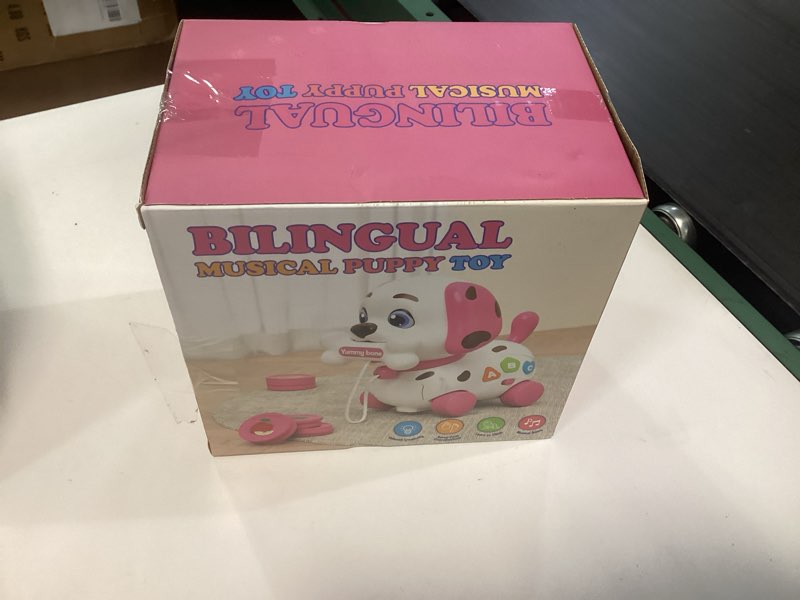 BILINGUAL
MUSICAL PUPPY TOY
BILINGUAL
MUSICAL PUPPY TOY
Yummy bone
A B C